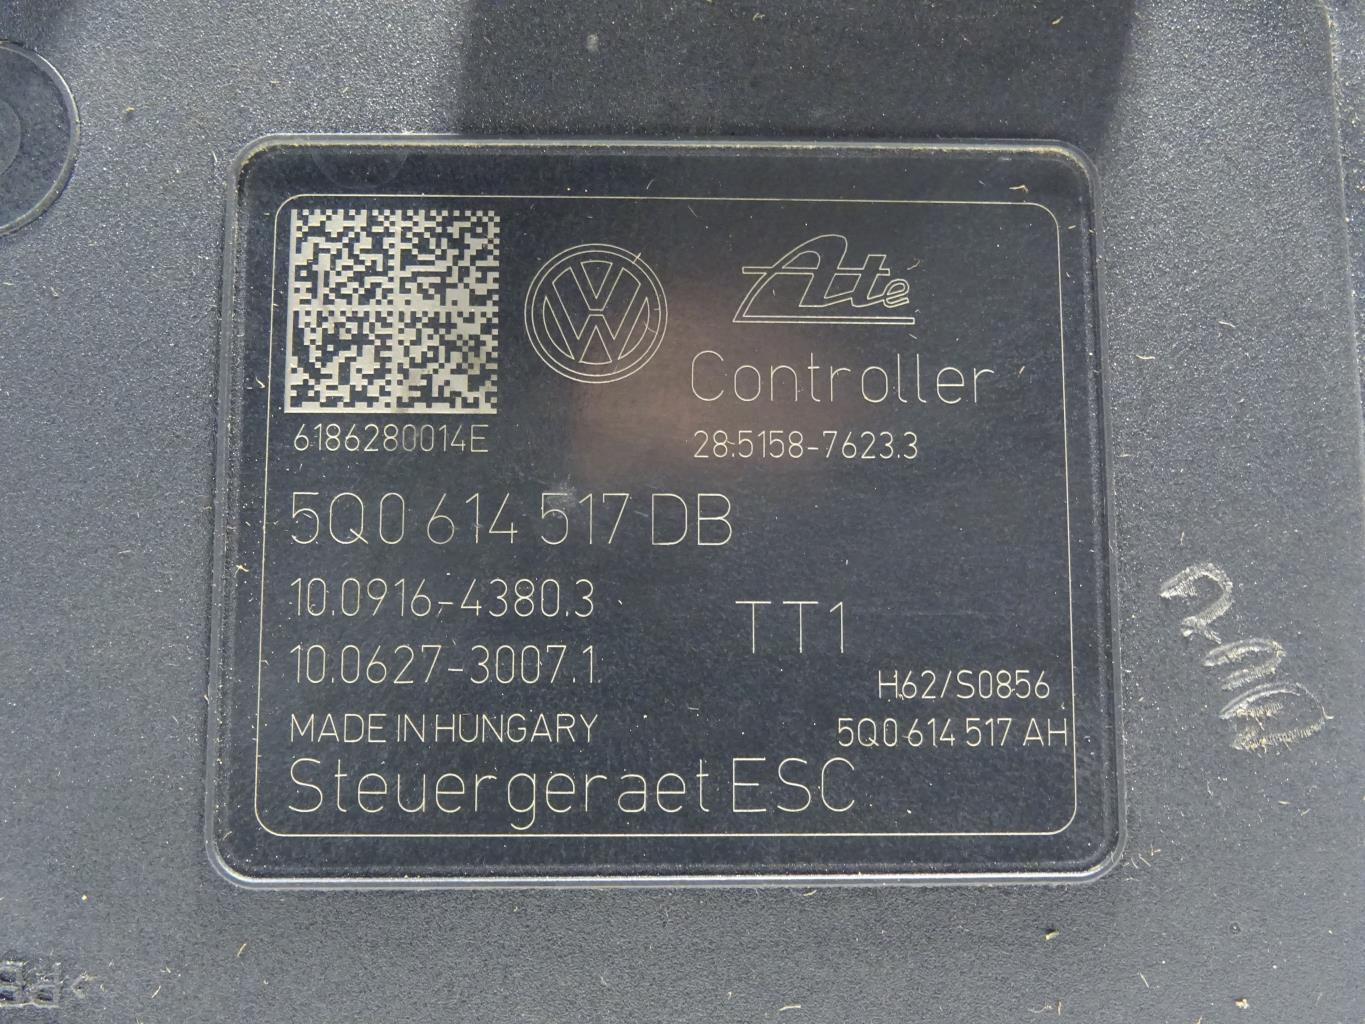 Ate
Controller
6186280014E
28.5158-7623.3
5Q0 614 517 DB
10.0916-4380.3
TT1
10.0627-3007.1
H62/S0856
MADE IN HUNGARY
5Q0 614 517 AH
Steuergeraet ESC